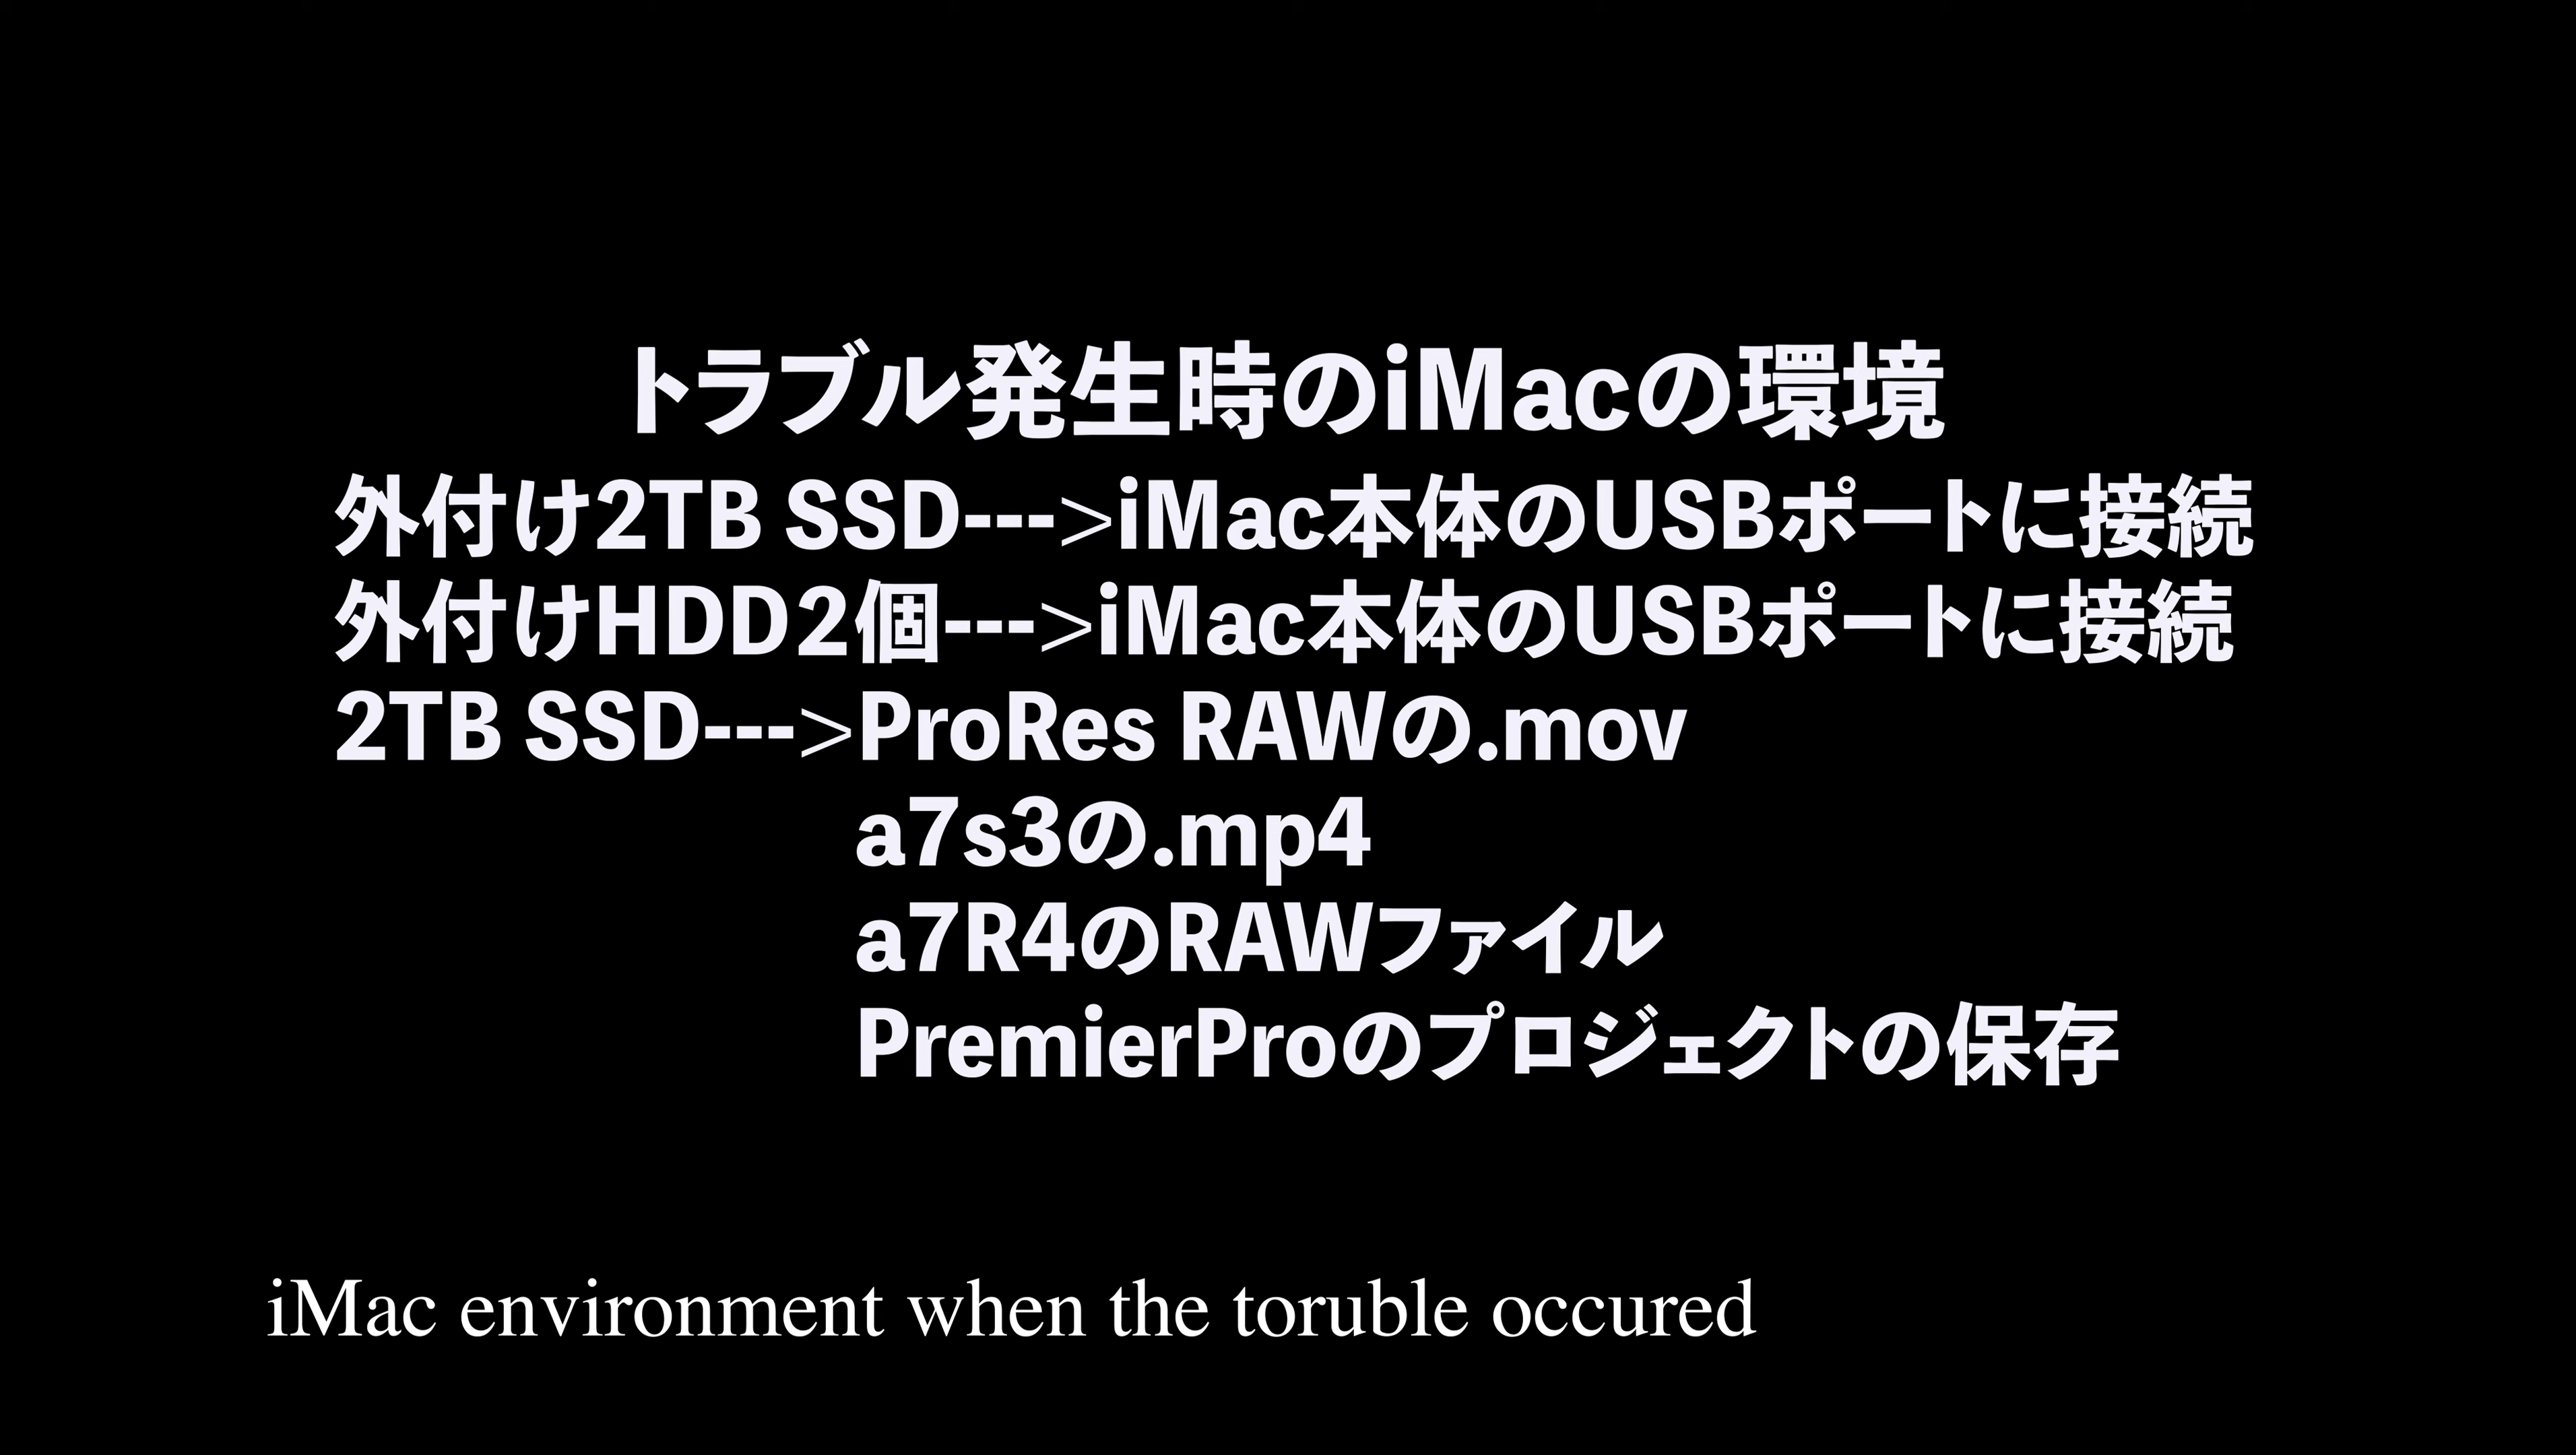 トラブル発生時のiMacの環境
外付け2TB SSD--->iMac本体のUSBポートに接続
外付けHDD2個--->iMac本体のUSBポートに接続
2TB SSD--->ProRes RAWの.mov
a7s3の.mp4
a7R4のRAWファイル
PremierProのプロジェクトの保存
iMac environment when the toruble occured